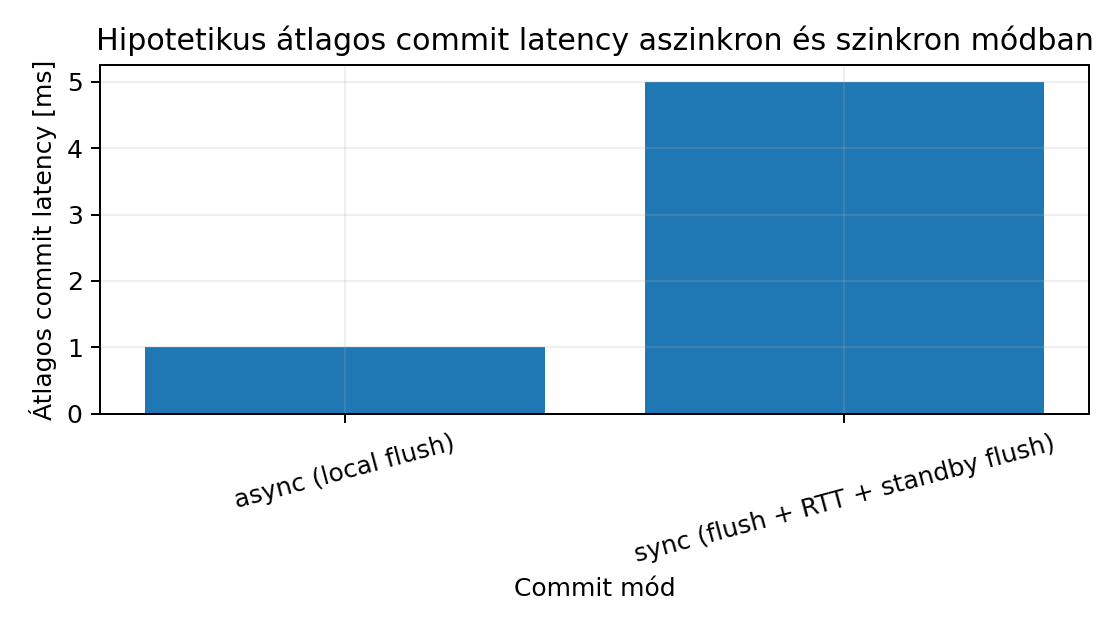 Hipotetikus átlagos commit latency aszinkron és szinkron módban
Átlagos commit latency [ms]
5
4
3
2
1
0
async (local flush)
sync (flush + RTT + standby flush)
Commit mód